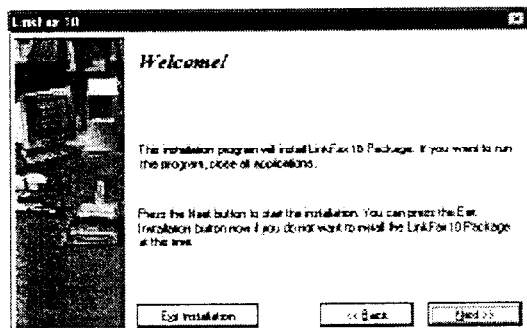 LinkFax 10
Welcome!
This installation program will install LinkFax 10 Package. If you want to run
this program, close all applications.
Press the Next button to start the installation. You can press the Exit
Installation button now if you do not want to install the LinkFax 10 Package
at this time.
Exit Installation
<< Back
Next >>